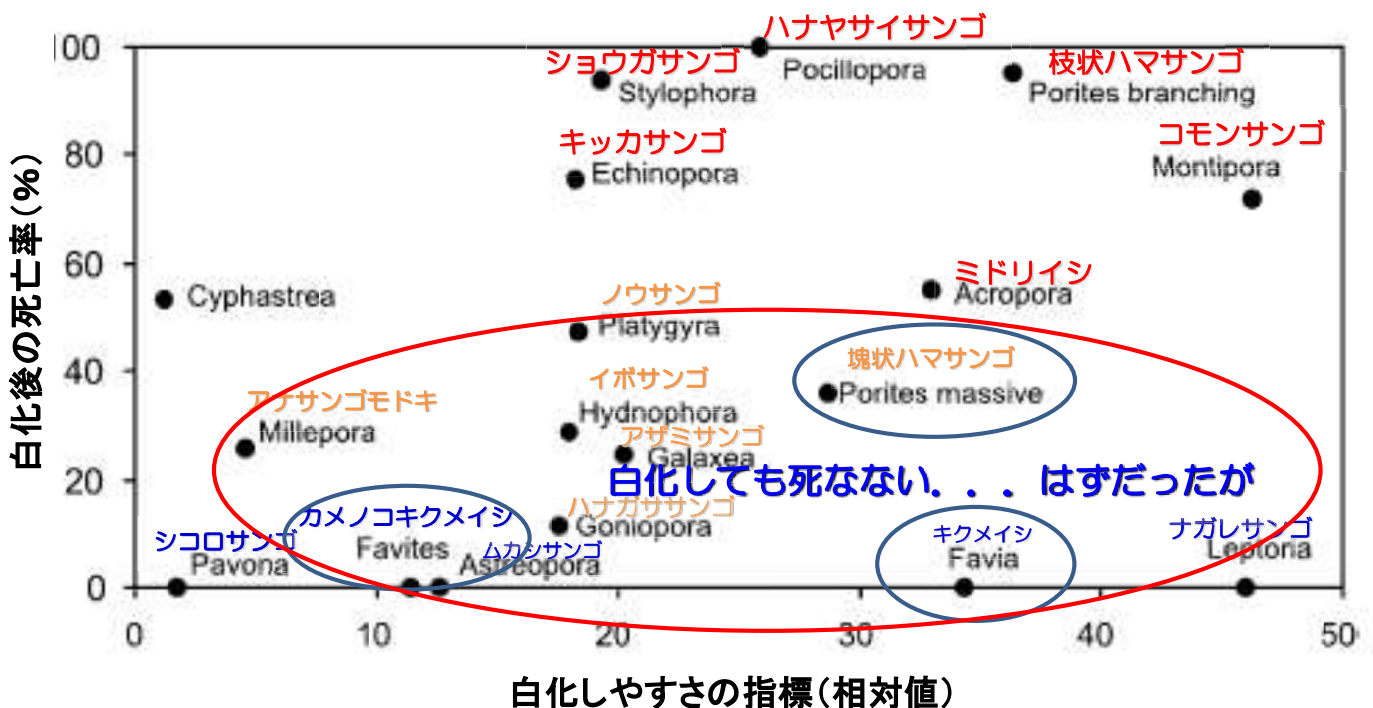 ハナヤサイサンゴ
00
ショウガサンゴ
Pocillopora
枝状ハマサンゴ
Stylophora
Porites branching
コモンサンゴ
キッカサンゴ
80
Montipora
Echinopora
60
ミドリイシ
Cyphastrea
Acropora
ノウサンゴ
Platygyra
塊状ハマサンゴ
40
イボサンゴ
Porites massive
アナサンゴモドキ
Hydnophora
Millepora
アザミサンゴ
Galaxea
20
白化しても死なない．．．はずだったが
ハナガササンゴ
カメノコキクメイシ
Goniopora
キクメイシ
ナガレサンゴ
シコロサンゴ
Favites
ムカシサンゴ
Leptoria
Pavona
Astreopora
Favia
0
0
10
20
30
40
50
白化後の死亡率（%）
白化しやすさの指標（相対値）